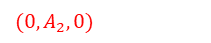 (0, A₂, 0)